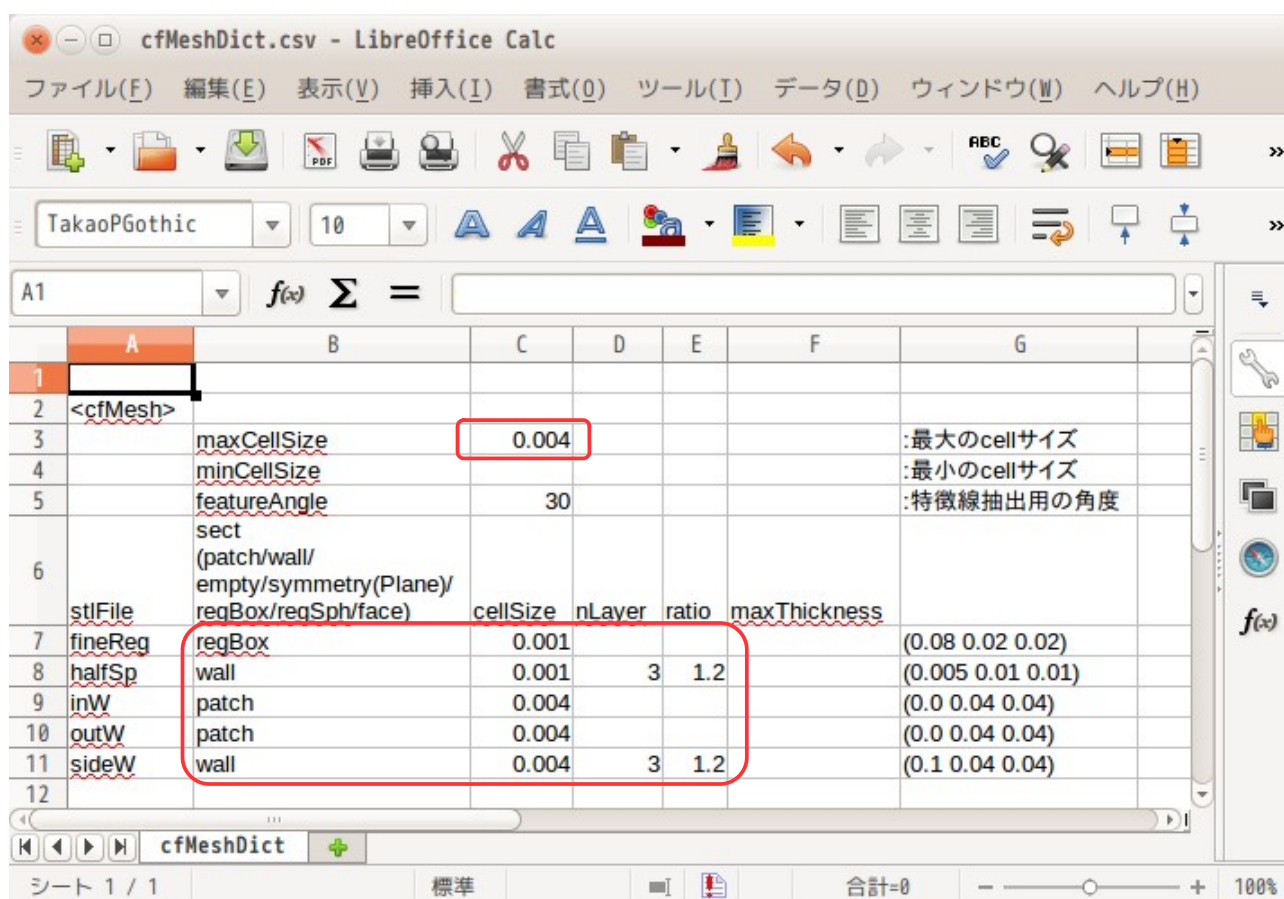 cfMeshDict.csv - LibreOffice Calc
ファイル(F) 編集(E) 表示(V) 挿入(I) 書式(O) ツール(T) データ(D) ウィンドウ(W) ヘルプ(H)
PDF ABC »
TakaoPGothic 10 a »
A1 f(x) Σ =
A B C D E F G
1
2 <cfMesh>
3 maxCellSize 0.004 :最大のcellサイズ
4 minCellSize :最小のcellサイズ
5 featureAngle 30 :特徴線抽出用の角度
sect
(patch/wall/
6 empty/symmetry(Plane)/
stlFile regBox/regSph/face) cellSize nLayer ratio maxThickness
7 fineReg regBox 0.001 (0.08 0.02 0.02)
8 halfSp wall 0.001 3 1.2 (0.005 0.01 0.01)
9 inW patch 0.004 (0.0 0.04 0.04)
10 outW patch 0.004 (0.0 0.04 0.04)
11 sideW wall 0.004 3 1.2 (0.1 0.04 0.04)
12
f(x)
cfMeshDict
シート 1 / 1 標準 合計=0 100%